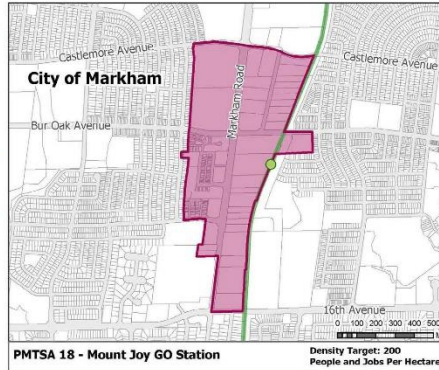 Castlemore Avenue
Castlemore Avenue
City of Markham
Markham Road
Bur Oak Avenue
16th Avenue
0 100 200 300 400 500
PMTSA 18 - Mount Joy GO Station
Density Target: 200
People and Jobs Per Hectare